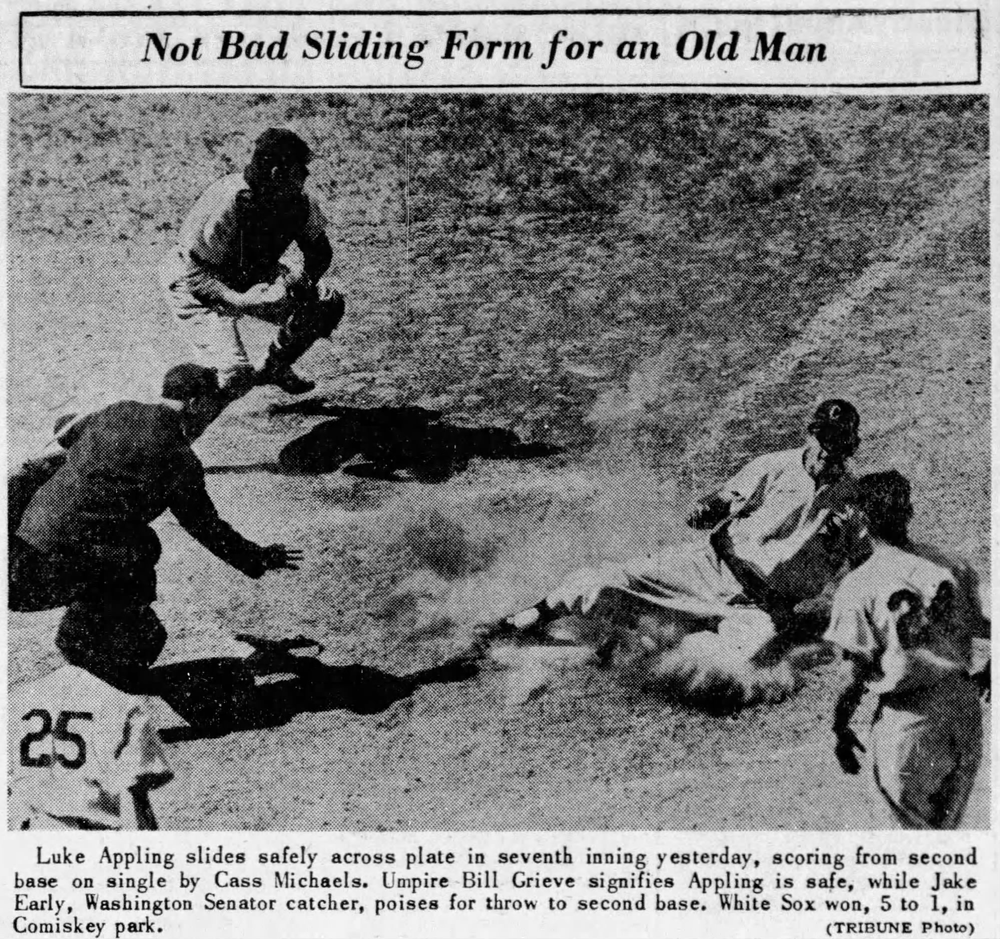 Not Bad Sliding Form for an Old Man
C
25
Luke Appling slides safely across plate in seventh inning yesterday, scoring from second
base on single by Cass Michaels. Umpire Bill Grieve signifies Appling is safe, while Jake
Early, Washington Senator catcher, poises for throw to second base. White Sox won, 5 to 1, in
Comiskey park.
(TRIBUNE Photo)